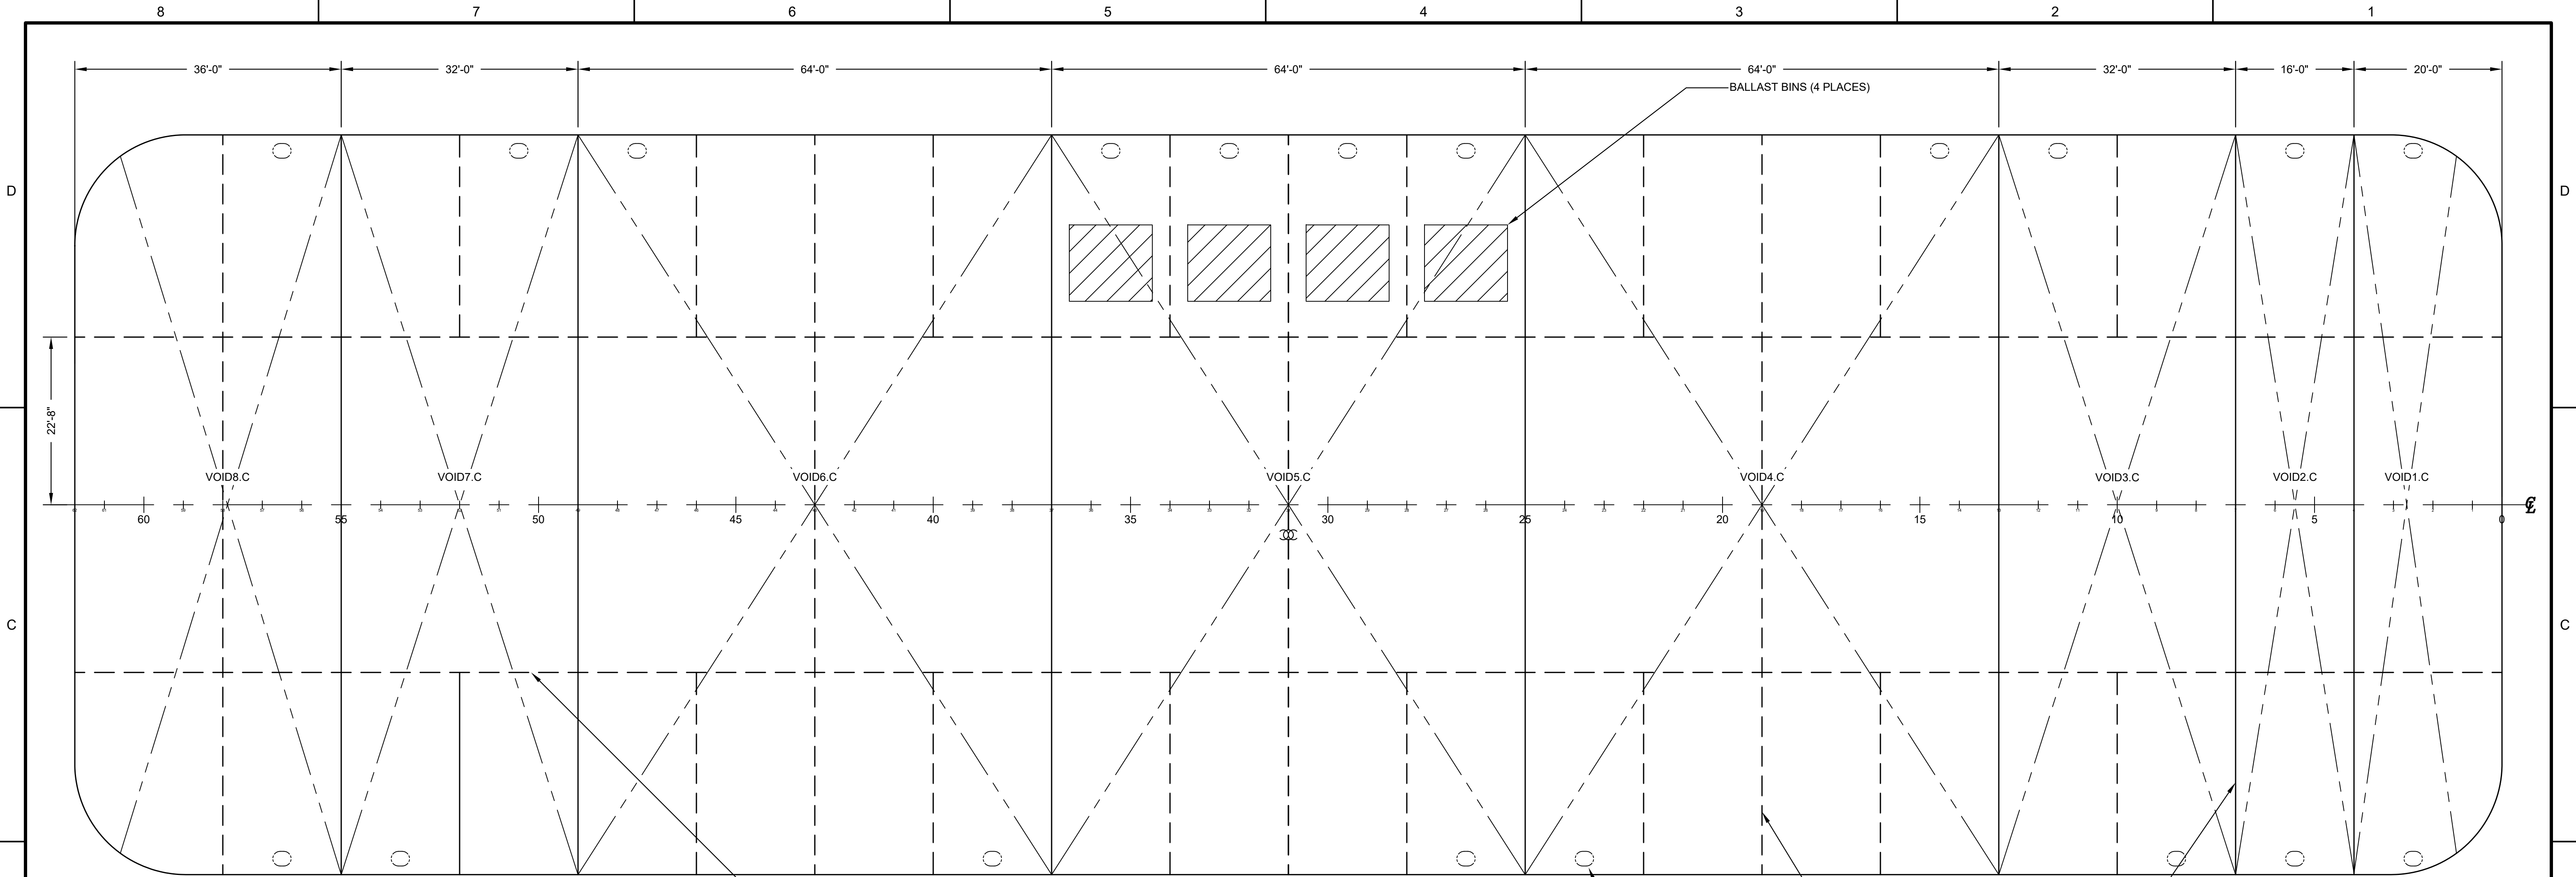 8 7 6 5 4 3 2 1
36'-0" 32'-0" 64'-0" 64'-0" 64'-0" 32'-0" 16'-0" 20'-0"
BALLAST BINS (4 PLACES)
D D
22'-8"
VOID8.C VOID7.C VOID6.C VOID5.C VOID4.C VOID3.C VOID2.C VOID1.C
60 55 50 45 40 35 30 25 20 15 10 5 0
C C